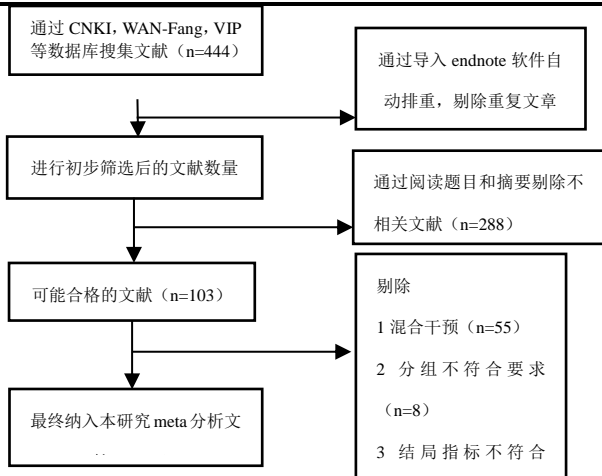 通过 CNKI，WAN-Fang，VIP
等数据库搜集文献（n=444）
通过导入 endnote 软件自
动排重，剔除重复文章
进行初步筛选后的文献数量
通过阅读题目和摘要剔除不
相关文献（n=288）
可能合格的文献（n=103）
剔除
1 混合干预（n=55）
2 分组不符合要求
（n=8）
3 结局指标不符合
最终纳入本研究 meta 分析文